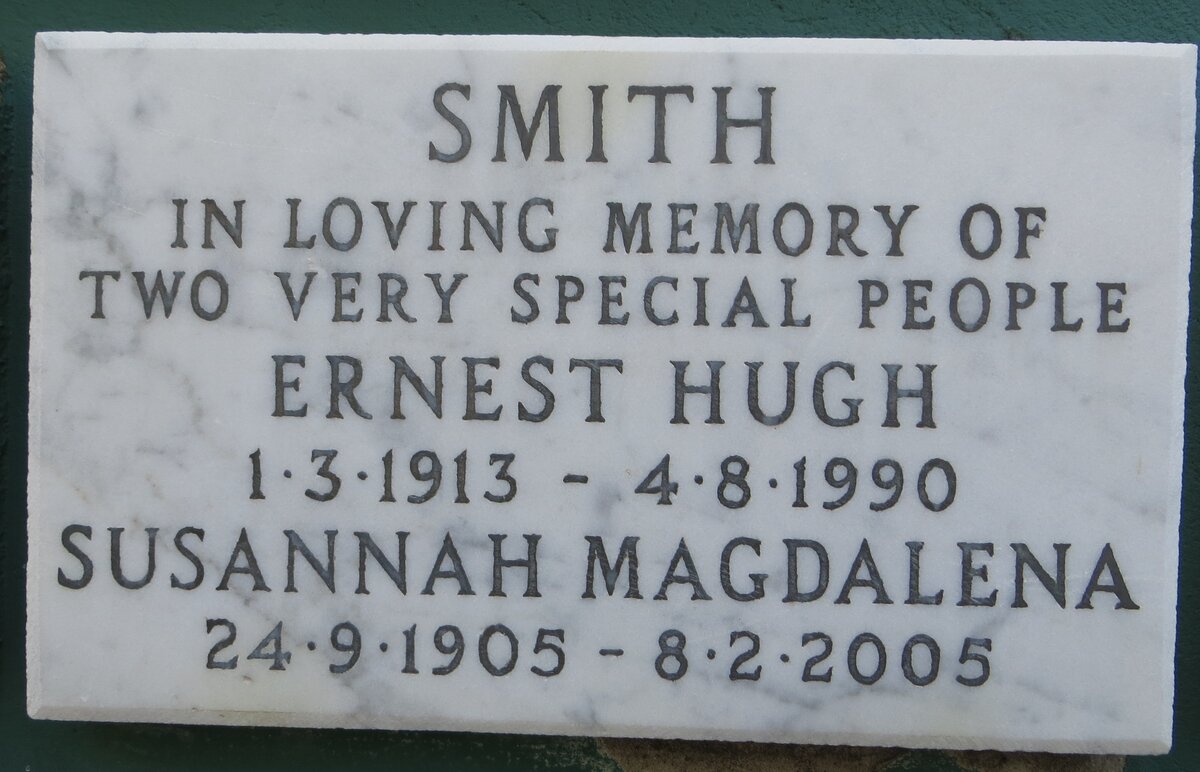 SMITH
IN LOVING MEMORY OF
TWO VERY SPECIAL PEOPLE
ERNEST HUGH
1·3·1913 - 4·8·1990
SUSANNAH MAGDALENA
24·9·1905 - 8·2·2005